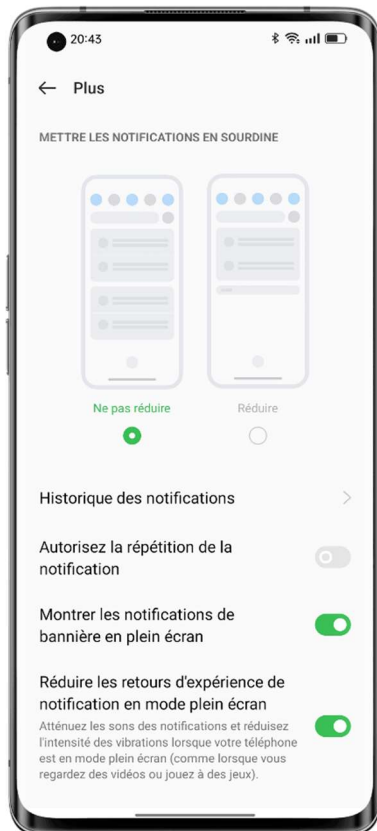 20:43
Plus
METTRE LES NOTIFICATIONS EN SOURDINE
Ne pas réduire
Réduire
Historique des notifications
Autorisez la répétition de la
notification
Montrer les notifications de
bannière en plein écran
Réduire les retours d'expérience de
notification en mode plein écran
Atténuez les sons des notifications et réduisez
l'intensité des vibrations lorsque votre téléphone
est en mode plein écran (comme lorsque vous
regardez des vidéos ou jouez à des jeux).